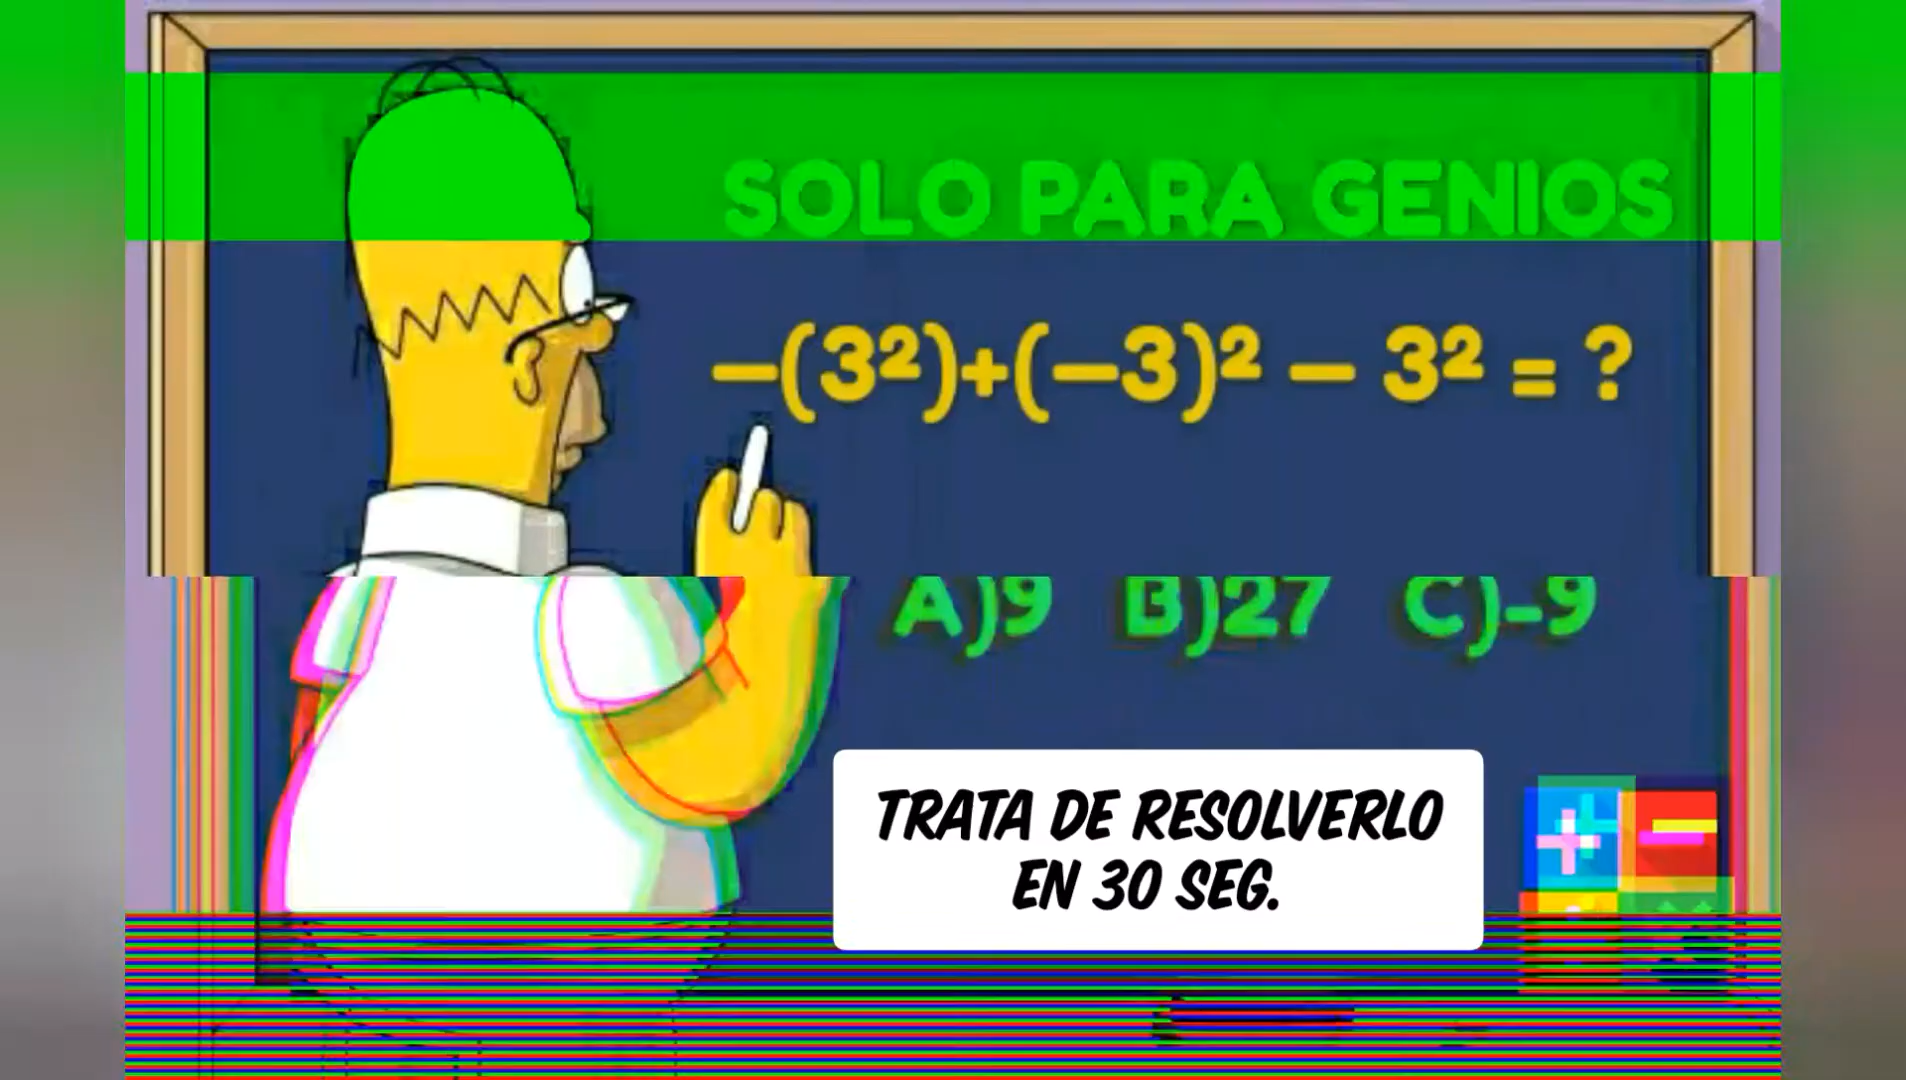 SOLO PARA GENIOS
–(3²)+(–3)² – 3² = ?
A)9 B)27 C)-9
TRATA DE RESOLVERLO
EN 30 SEG.